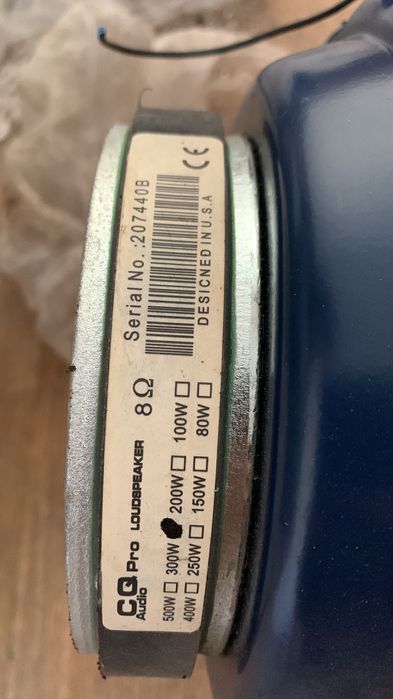 CQ Pro LOUDSPEAKER 8 Ω
Audio
500W ☐ 300W ● 200W ☐ 100W ☐
400W ☐ 250W ☐ 150W ☐ 80W ☐
Serial No.:207440B
DESIGNED IN U.S.A
CE